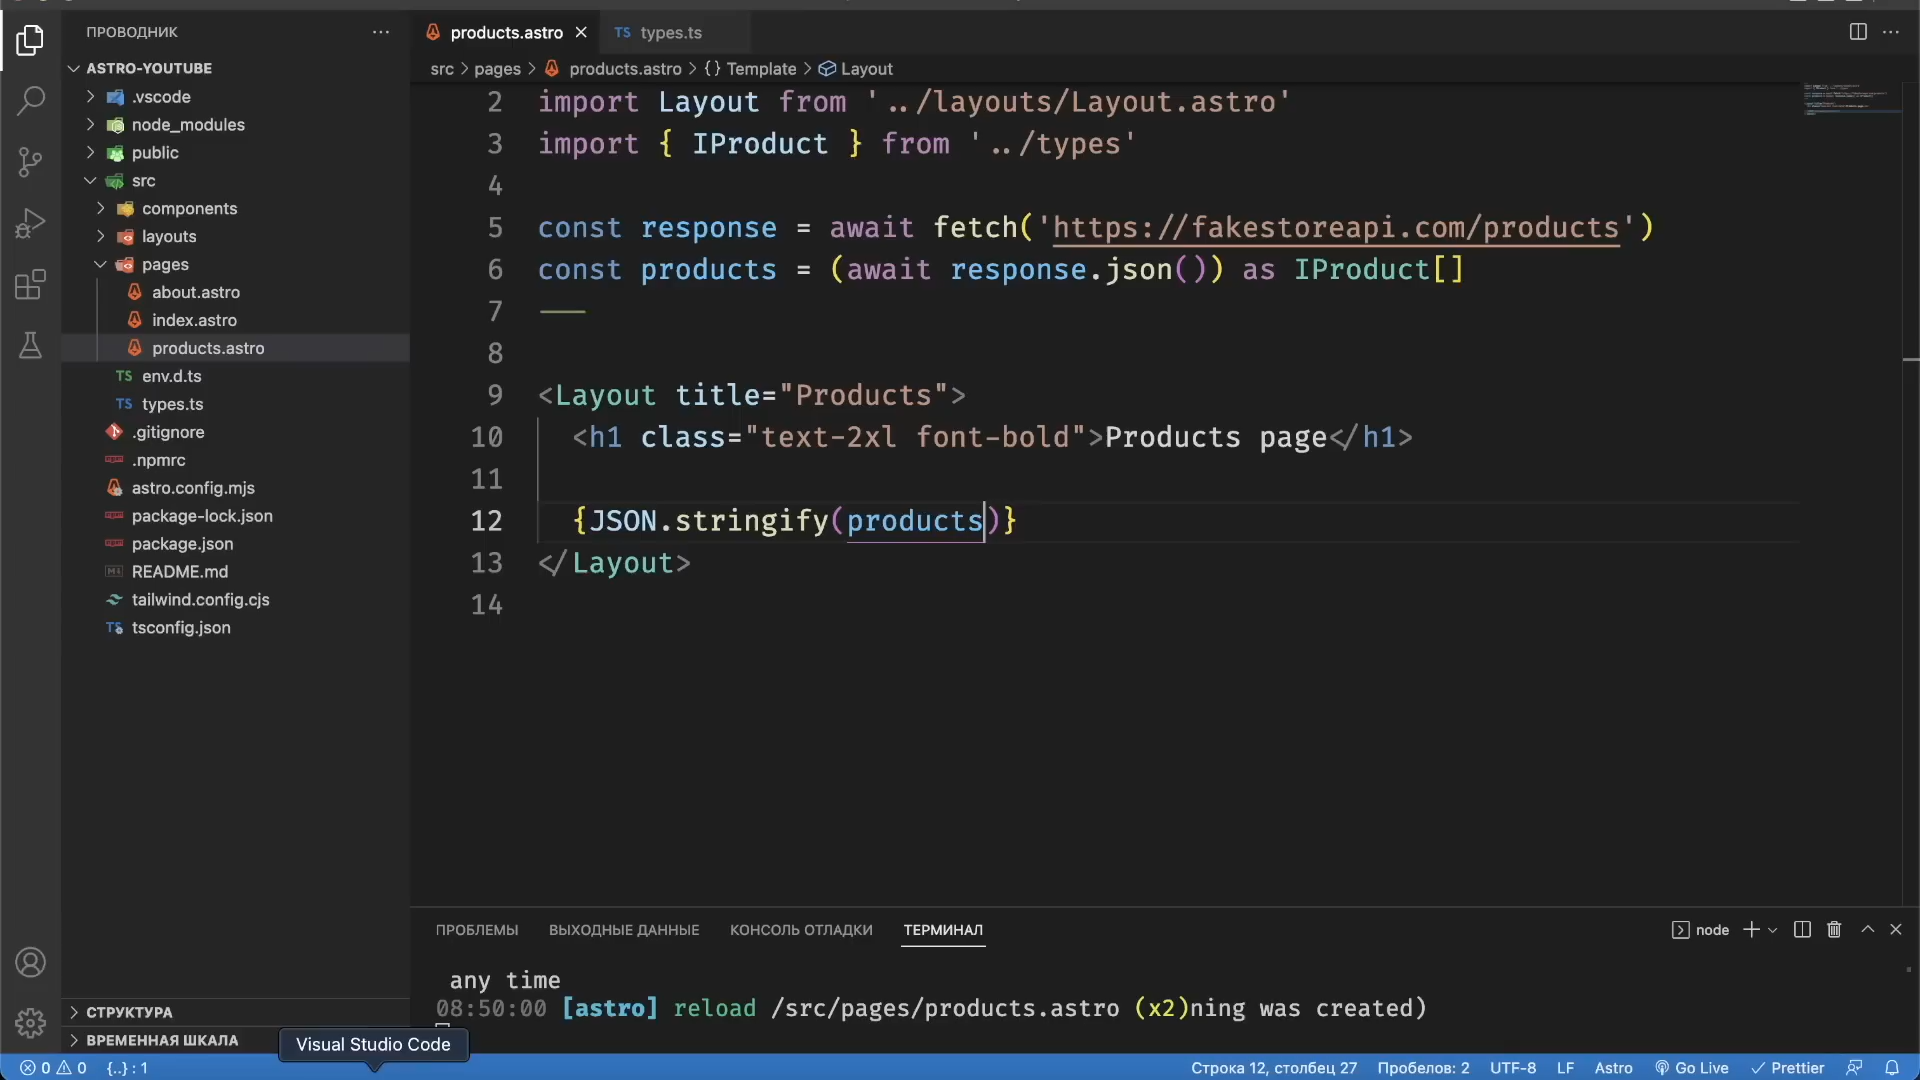 ПРОВОДНИК
ASTRO-YOUTUBE
.vscode
node_modules
public
src
components
layouts
pages
about.astro
index.astro
products.astro
TS env.d.ts
TS types.ts
.gitignore
.npmrc
astro.config.mjs
package-lock.json
package.json
README.md
tailwind.config.cjs
TS tsconfig.json
СТРУКТУРА
ВРЕМЕННАЯ ШКАЛА
products.astro
TS types.ts
src > pages > products.astro > {} Template > Layout
2 import Layout from '../layouts/Layout.astro'
3 import { IProduct } from '../types'
4
5 const response = await fetch('https://fakestoreapi.com/products')
6 const products = (await response.json()) as IProduct[]
7 ---
8
9 <Layout title="Products">
10 <h1 class="text-2xl font-bold">Products page</h1>
11
12 {JSON.stringify(products)}
13 </Layout>
14
ПРОБЛЕМЫ ВЫХОДНЫЕ ДАННЫЕ КОНСОЛЬ ОТЛАДКИ ТЕРМИНАЛ
node
any time
08:50:00 [astro] reload /src/pages/products.astro (x2)ning was created)
Visual Studio Code
0 0 {..} : 1
Строка 12, столбец 27 Пробелов: 2 UTF-8 LF Astro Go Live Prettier